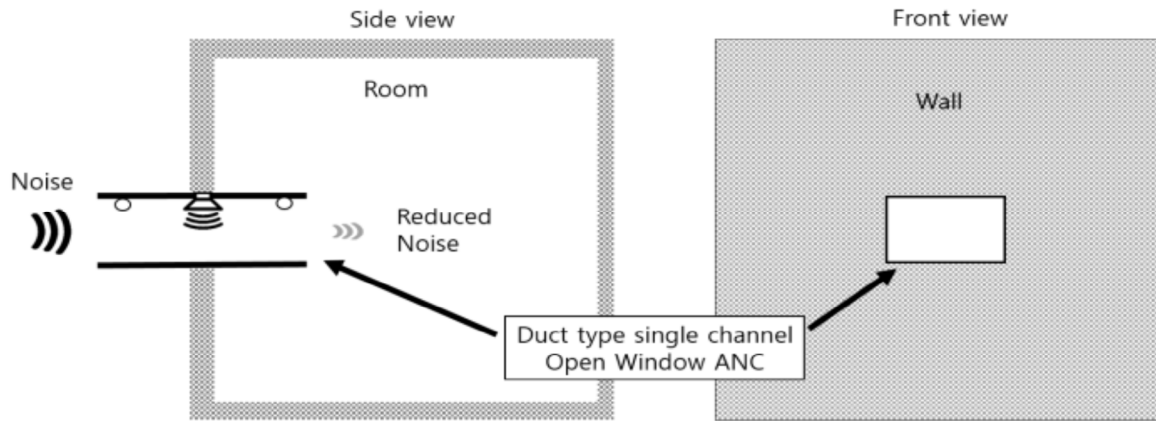 Side view
Front view
Room
Wall
Noise
Reduced
Noise
Duct type single channel
Open Window ANC